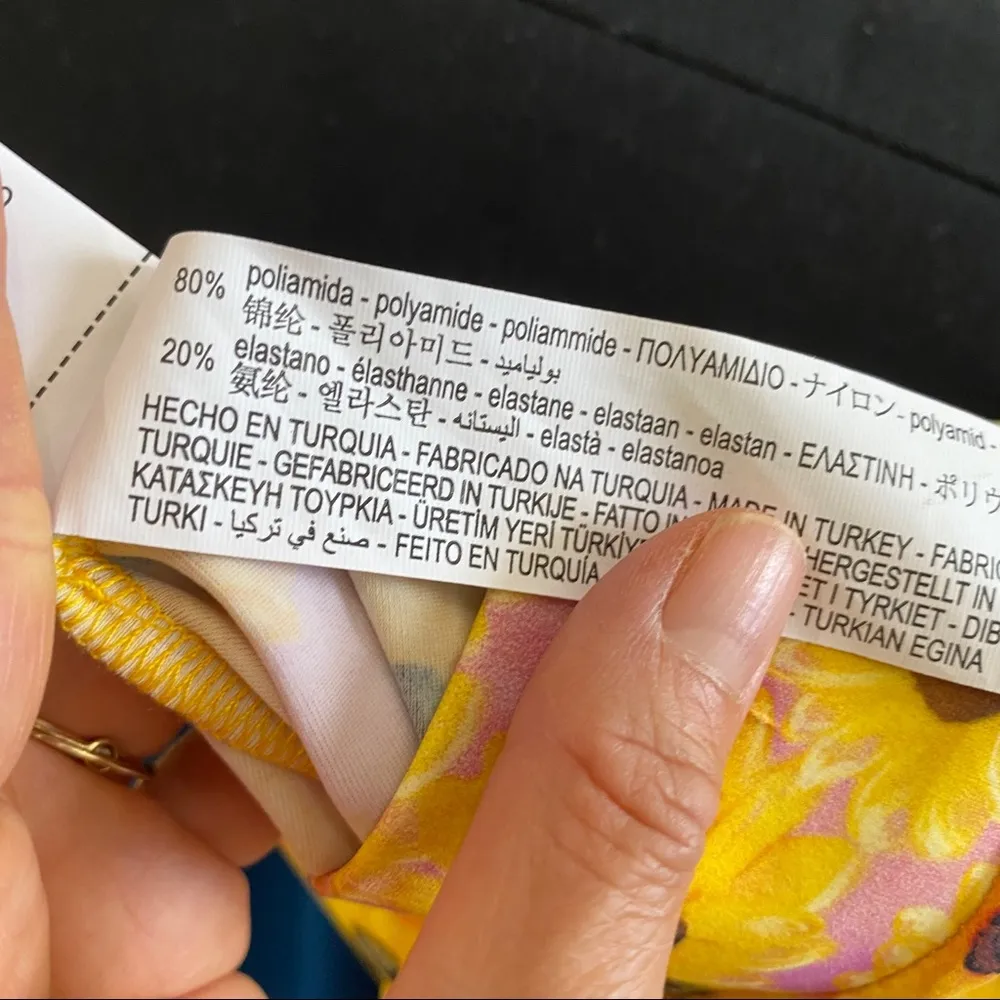 80% poliamida - polyamide - poliammide - ΠΟΛΥΑΜΙΔΙΟ - ナイロン - polyamid -
锦纶 - 폴리아미드 - بولياميد
20% elastano - élasthanne - elastane - elastaan - elastan - ΕΛΑΣΤΙΝΗ - ポリウ
氨纶 - 엘라스탄 - اليستانه - elastà - elastanoa
HECHO EN TURQUIA - FABRICADO NA TURQUIA - MADE IN TURKEY - FABRIC
TURQUIE - GEFABRICEERD IN TURKIJE - FATTO IN HERGESTELLT IN
ΚΑΤΑΣΚΕΥΗ ΤΟΥΡΚΙΑ - ÜRETİM YERİ TÜRKİYE ET I TYRKIET - DIB
TURKI - صنع في تركيا - FEITO EN TURQUÍA - TURKIAN EGINA